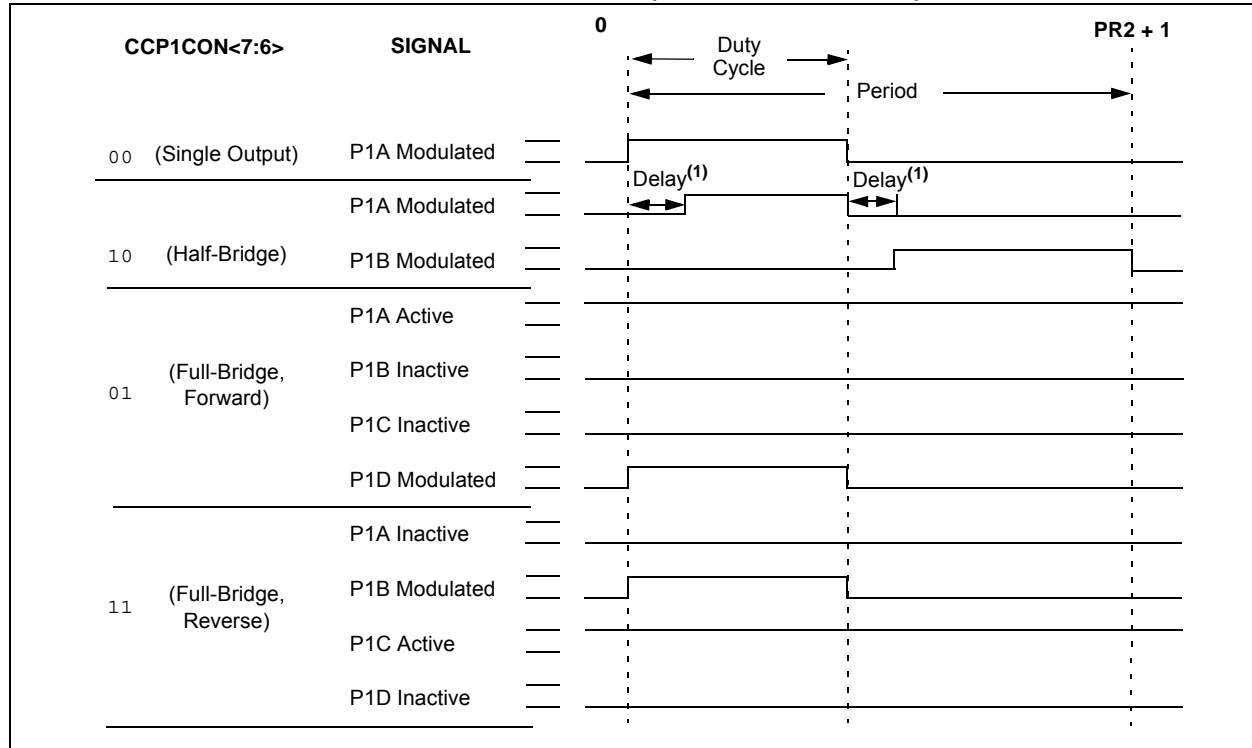 0
PR2 + 1
CCP1CON<7:6>
SIGNAL
Duty
Cycle
Period
00 (Single Output) P1A Modulated
Delay(1)
Delay(1)
P1A Modulated
10 (Half-Bridge)
P1B Modulated
P1A Active
P1B Inactive
01 (Full-Bridge,
Forward)
P1C Inactive
P1D Modulated
P1A Inactive
P1B Modulated
11 (Full-Bridge,
Reverse)
P1C Active
P1D Inactive